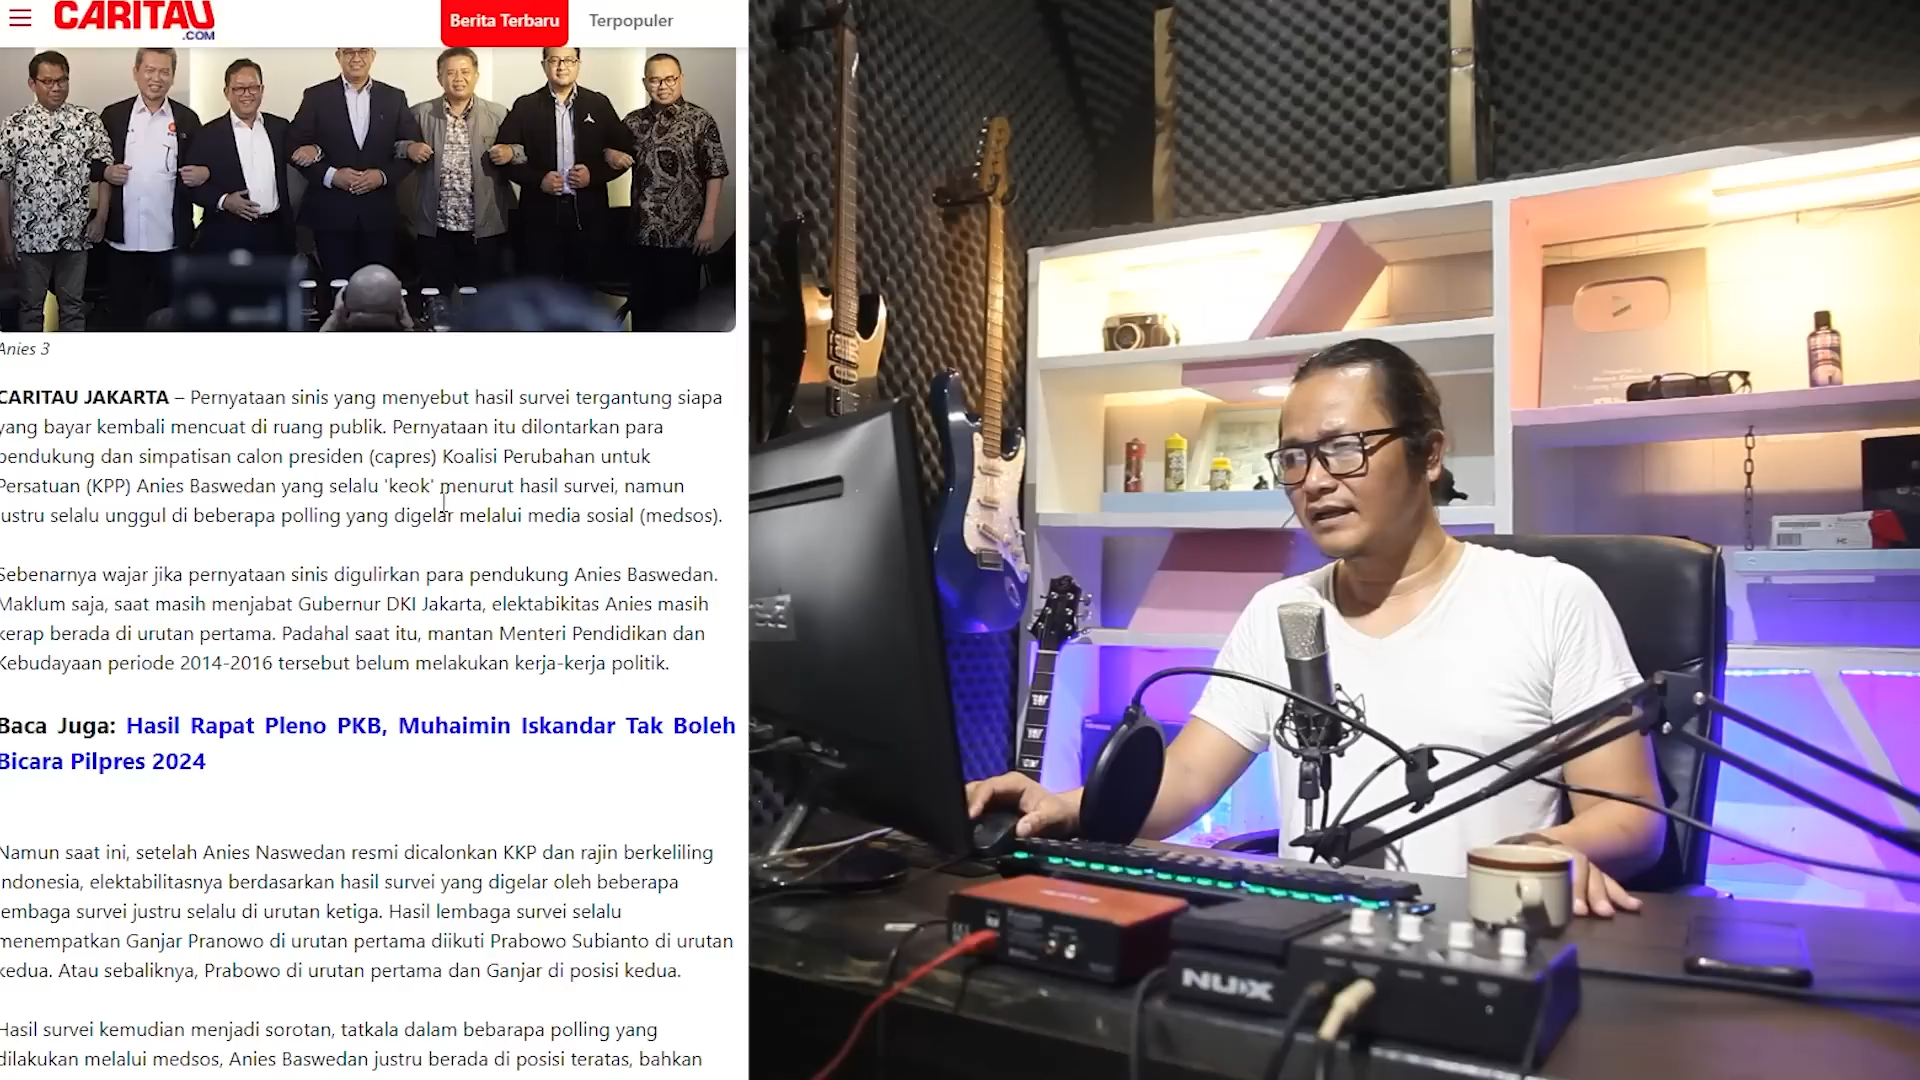 CARITAU
.COM
Berita Terbaru
Terpopuler
Anies 3
CARITAU JAKARTA – Pernyataan sinis yang menyebut hasil survei tergantung siapa
yang bayar kembali mencuat di ruang publik. Pernyataan itu dilontarkan para
pendukung dan simpatisan calon presiden (capres) Koalisi Perubahan untuk
Persatuan (KPP) Anies Baswedan yang selalu 'keok' menurut hasil survei, namun
justru selalu unggul di beberapa polling yang digelar melalui media sosial (medsos).
Sebenarnya wajar jika pernyataan sinis digulirkan para pendukung Anies Baswedan.
Maklum saja, saat masih menjabat Gubernur DKI Jakarta, elektabikitas Anies masih
kerap berada di urutan pertama. Padahal saat itu, mantan Menteri Pendidikan dan
Kebudayaan periode 2014-2016 tersebut belum melakukan kerja-kerja politik.
Baca Juga: Hasil Rapat Pleno PKB, Muhaimin Iskandar Tak Boleh
Bicara Pilpres 2024
Namun saat ini, setelah Anies Naswedan resmi dicalonkan KKP dan rajin berkeliling
Indonesia, elektabilitasnya berdasarkan hasil survei yang digelar oleh beberapa
lembaga survei justru selalu di urutan ketiga. Hasil lembaga survei selalu
menempatkan Ganjar Pranowo di urutan pertama diikuti Prabowo Subianto di urutan
kedua. Atau sebaliknya, Prabowo di urutan pertama dan Ganjar di posisi kedua.
Hasil survei kemudian menjadi sorotan, tatkala dalam bebarapa polling yang
dilakukan melalui medsos, Anies Baswedan justru berada di posisi teratas, bahkan
NUX